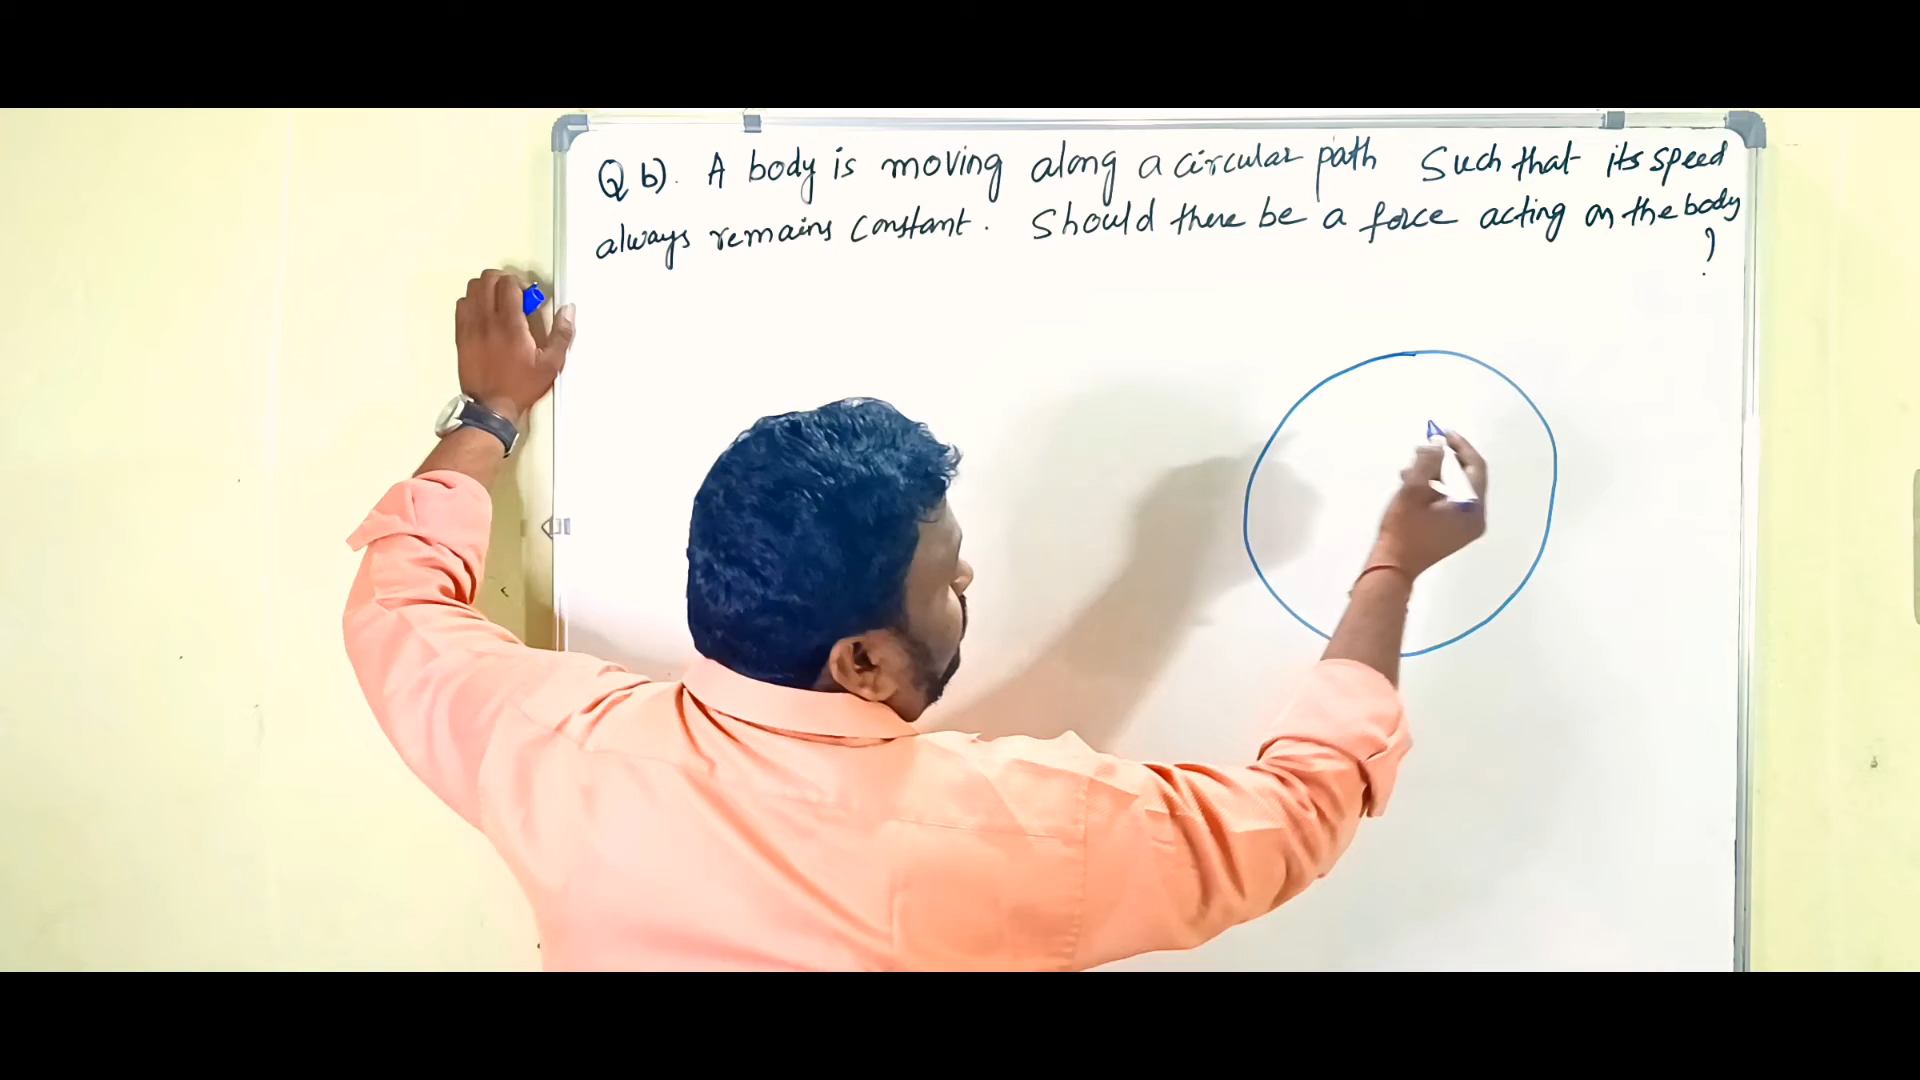 Q b). A body is moving along a circular path Such that its speed
always remains constant. Should there be a force acting on the body
?